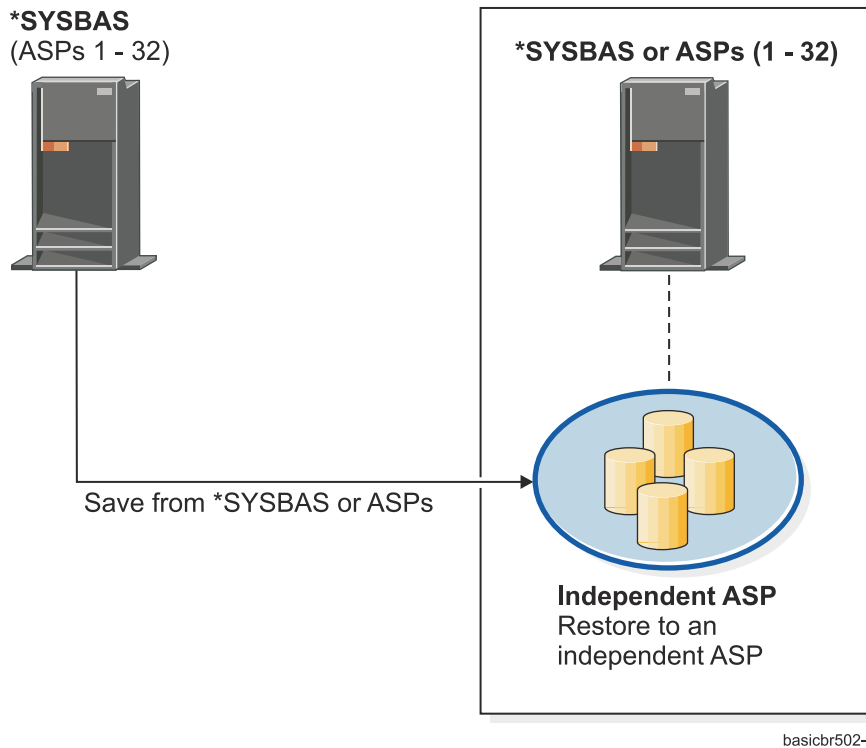 *SYSBAS
(ASPs 1 - 32)
*SYSBAS or ASPs (1 - 32)
Save from *SYSBAS or ASPs
Independent ASP
Restore to an
independent ASP
basicbr502-